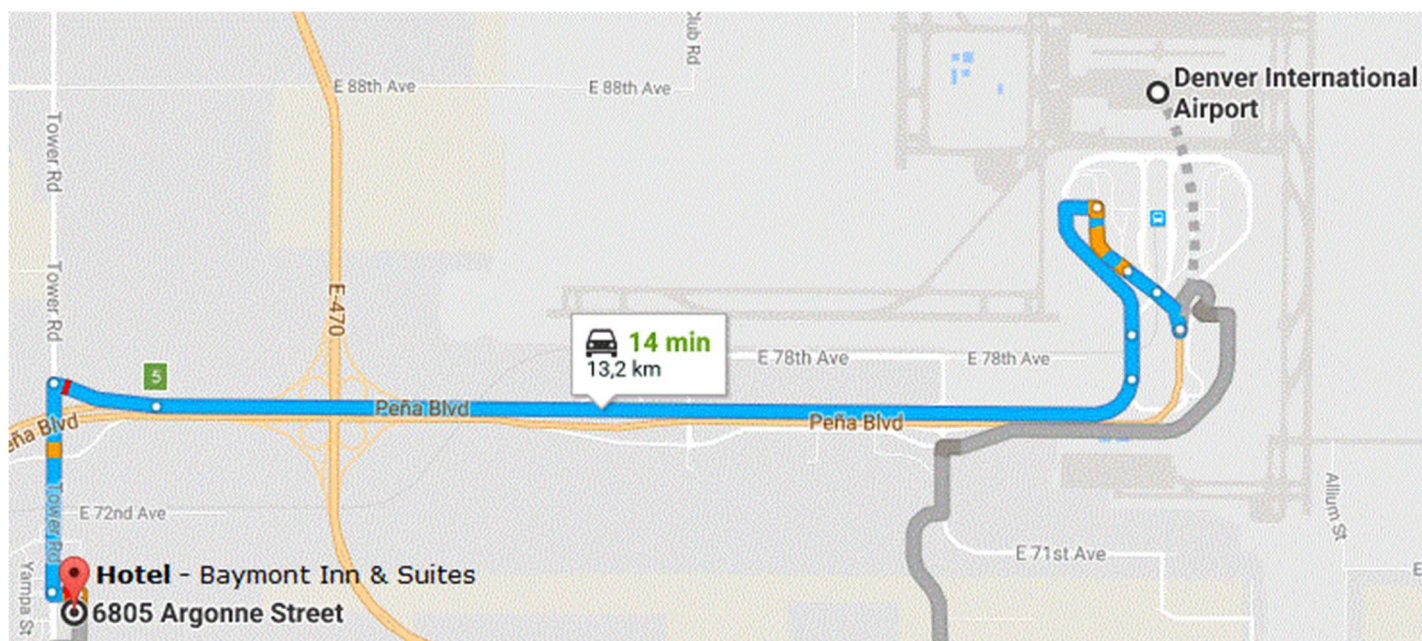 Club Rd
E 88th Ave
E 88th Ave
Denver International
Airport
Tower Rd
Tower Rd
E-470
14 min
13,2 km
E 78th Ave
E 78th Ave
5
Peña Blvd
Peña Blvd
eña Blvd
Tower Rd
E 72nd Ave
Allium St
E 71st Ave
E
Yampa St
Hotel - Baymont Inn & Suites
6805 Argonne Street